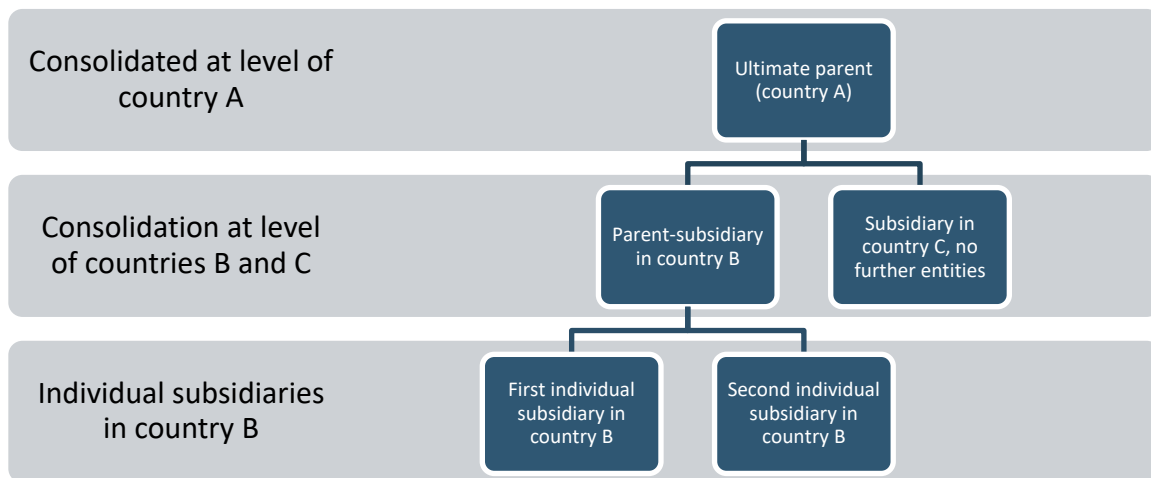 Consolidated at level of
country A
Ultimate parent
(country A)
Consolidation at level
of countries B and C
Parent-subsidiary
in country B
Subsidiary in
country C, no
further entities
Individual subsidiaries
in country B
First individual
subsidiary in
country B
Second individual
subsidiary in
country B